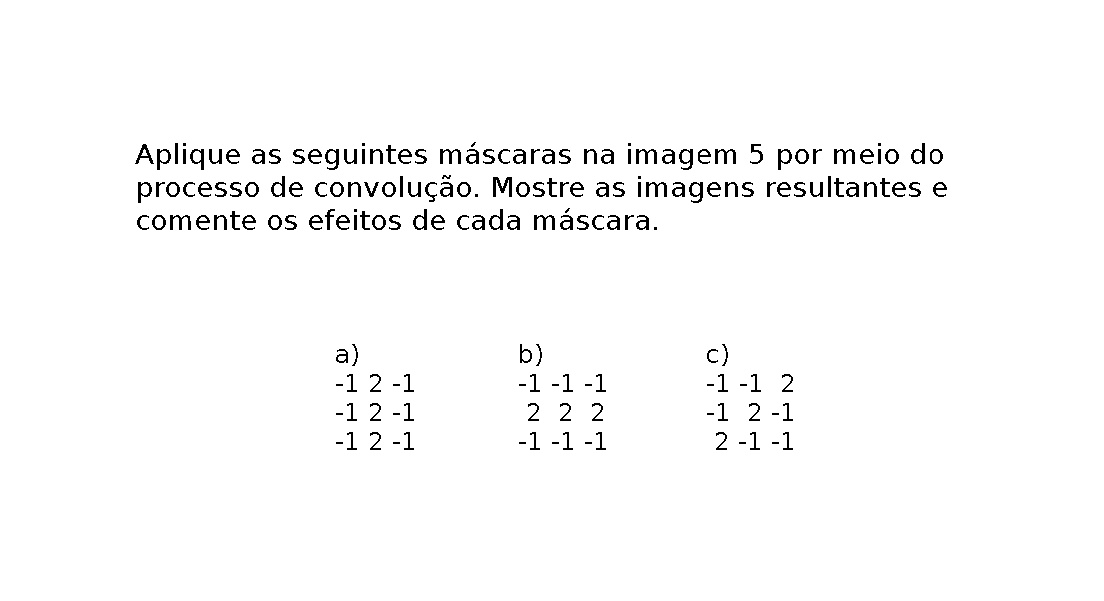 Aplique as seguintes máscaras na imagem 5 por meio do
processo de convolução. Mostre as imagens resultantes e
comente os efeitos de cada máscara.
a)
-1 2 -1
-1 2 -1
-1 2 -1
b)
-1 -1 -1
2 2 2
-1 -1 -1
c)
-1 -1 2
-1 2 -1
2 -1 -1